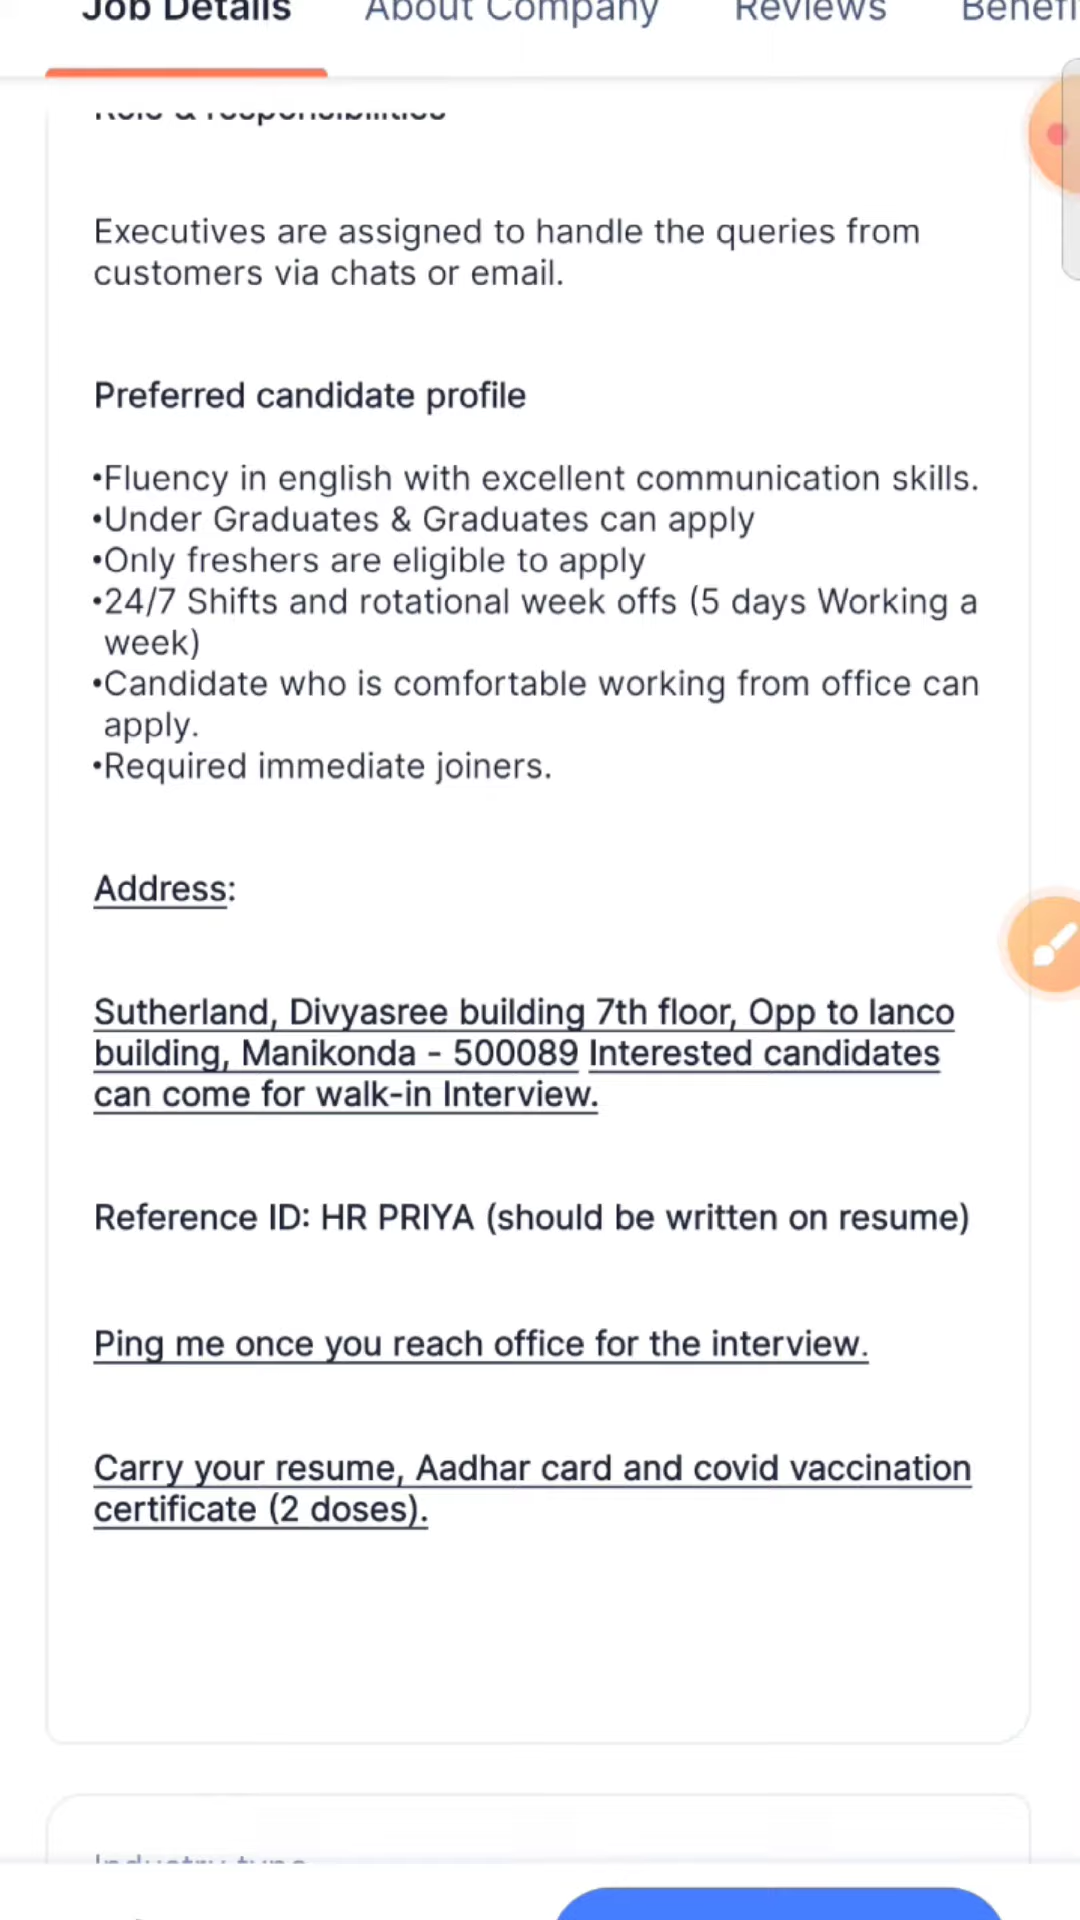 Job Details About Company Reviews Benefi
Role & responsibilities
Executives are assigned to handle the queries from
customers via chats or email.
Preferred candidate profile
•Fluency in english with excellent communication skills.
•Under Graduates & Graduates can apply
•Only freshers are eligible to apply
•24/7 Shifts and rotational week offs (5 days Working a
week)
•Candidate who is comfortable working from office can
apply.
•Required immediate joiners.
Address:
Sutherland, Divyasree building 7th floor, Opp to lanco
building, Manikonda - 500089 Interested candidates
can come for walk-in Interview.
Reference ID: HR PRIYA (should be written on resume)
Ping me once you reach office for the interview.
Carry your resume, Aadhar card and covid vaccination
certificate (2 doses).
Industry type